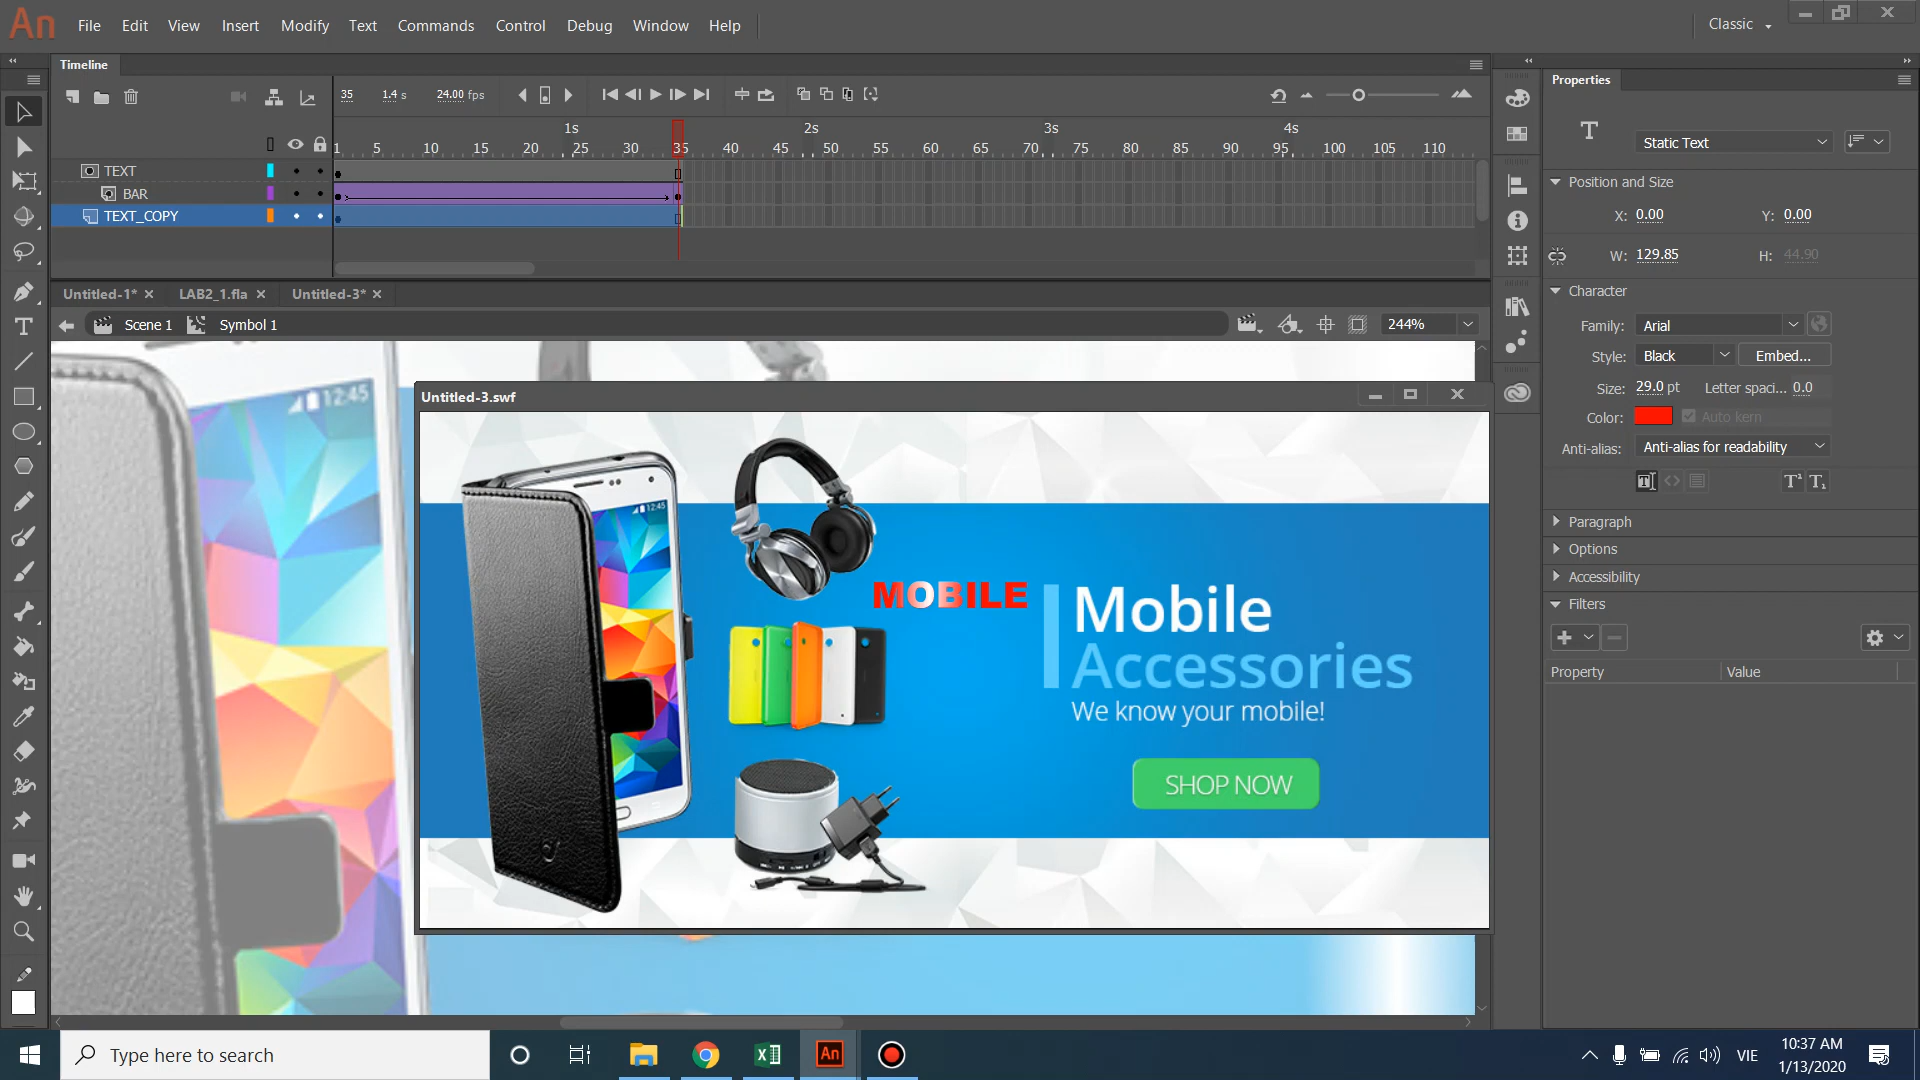 An File Edit View Insert Modify Text Commands Control Debug Window Help Classic
Timeline
35 1.4 s 24.00 fps
1s 2s 3s 4s
1 5 10 15 20 25 30 35 40 45 50 55 60 65 70 75 80 85 90 95 100 105 110
TEXT
BAR
TEXT_COPY
Untitled-1* LAB2_1.fla Untitled-3*
Scene 1 Symbol 1 244%
12:45
Untitled-3.swf
12:45
MOBILE
Mobile
Accessories
We know your mobile!
SHOP NOW
Properties
Static Text
Position and Size
X: 0.00 Y: 0.00
W: 129.85 H: 44.90
Character
Family: Arial
Style: Black Embed...
Size: 29.0 pt Letter spaci... 0.0
Color: Auto kern
Anti-alias: Anti-alias for readability
Paragraph
Options
Accessibility
Filters
Property Value
Type here to search
An
VIE
10:37 AM
1/13/2020